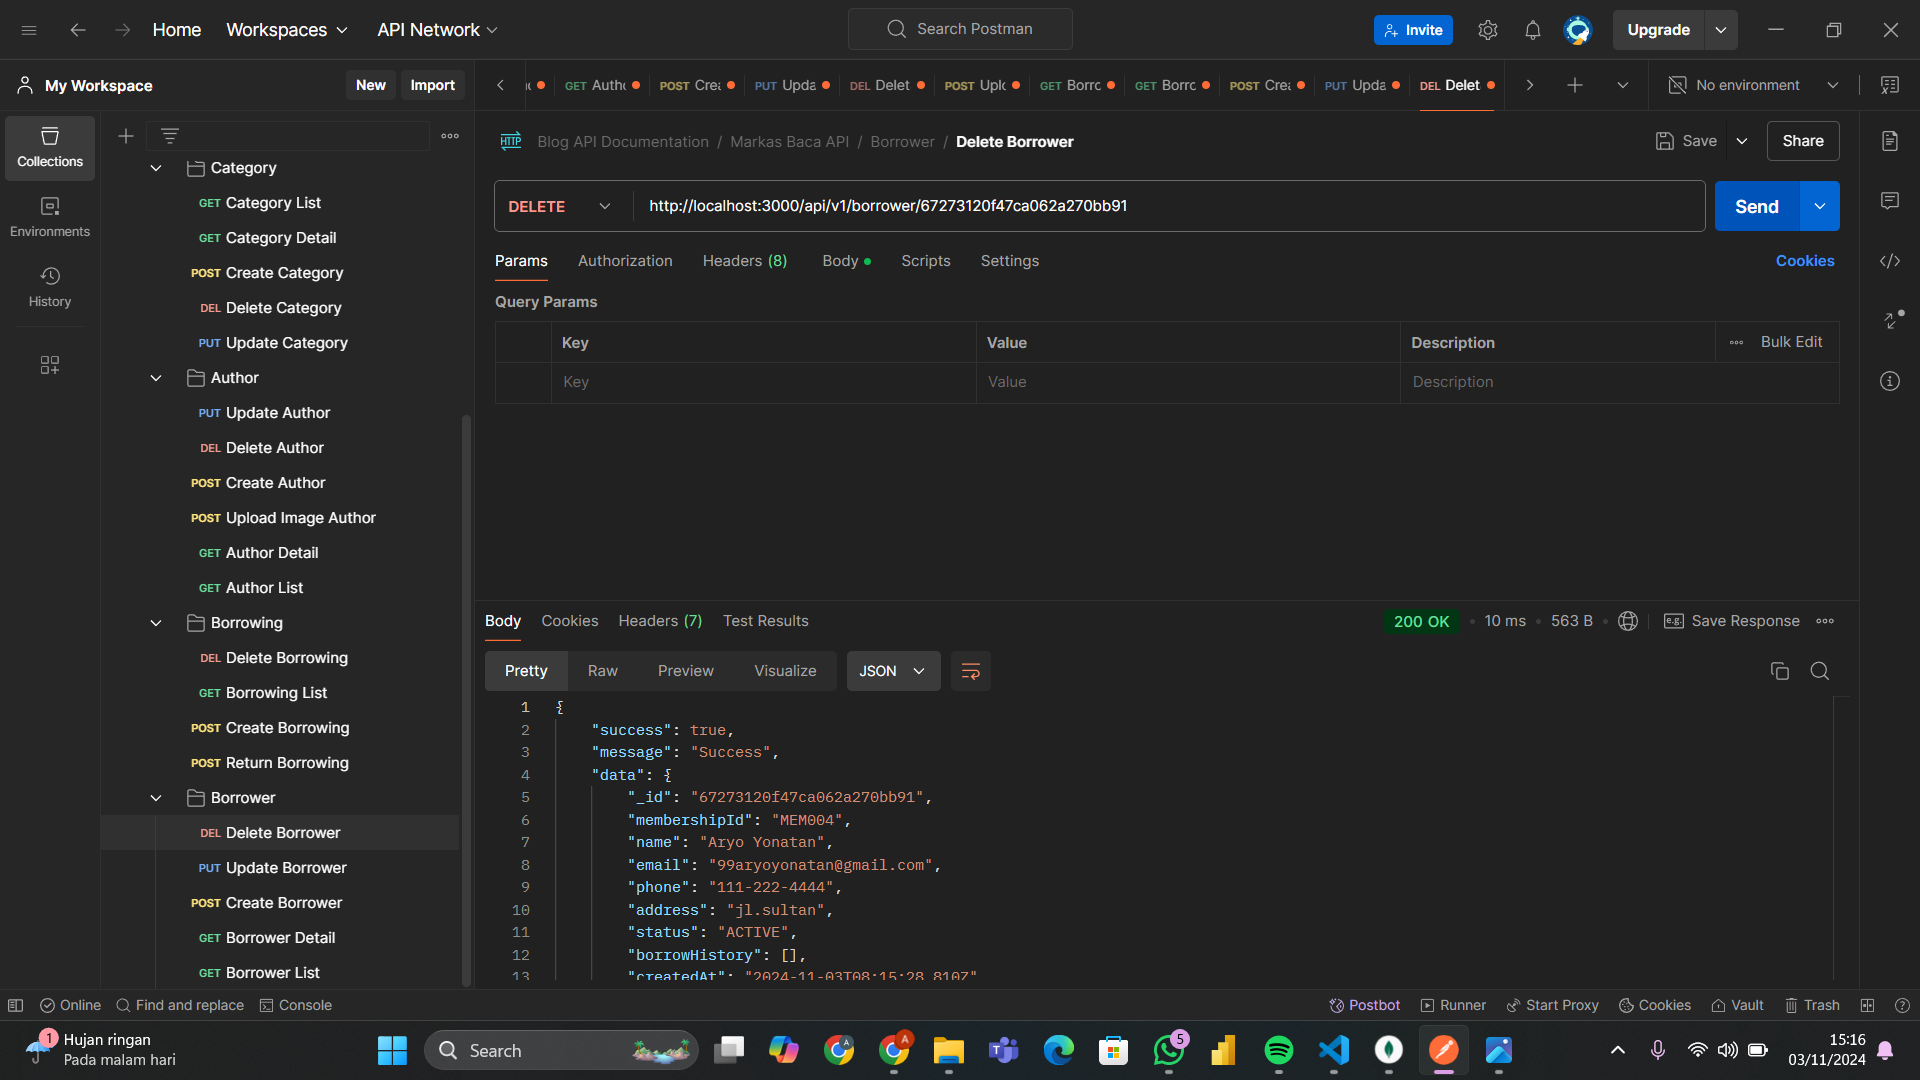 Home Workspaces API Network Search Postman Invite Upgrade
My Workspace New Import
GET Autho POST Crea PUT Upda DEL Delet POST Uplo GET Borrc GET Borrc POST Crea PUT Upda DEL Delet No environment
Collections
Environments
History
Category
GET Category List
GET Category Detail
POST Create Category
DEL Delete Category
PUT Update Category
Author
PUT Update Author
DEL Delete Author
POST Create Author
POST Upload Image Author
GET Author Detail
GET Author List
Borrowing
DEL Delete Borrowing
GET Borrowing List
POST Create Borrowing
POST Return Borrowing
Borrower
DEL Delete Borrower
PUT Update Borrower
POST Create Borrower
GET Borrower Detail
GET Borrower List
HTTP Blog API Documentation / Markas Baca API / Borrower / Delete Borrower Save Share
DELETE http://localhost:3000/api/v1/borrower/67273120f47ca062a270bb91 Send
Params Authorization Headers (8) Body Scripts Settings Cookies
Query Params
Key Value Description Bulk Edit
Key Value Description
Body Cookies Headers (7) Test Results 200 OK 10 ms 563 B e.g. Save Response
Pretty Raw Preview Visualize JSON
1 {
2 "success": true,
3 "message": "Success",
4 "data": {
5 "_id": "67273120f47ca062a270bb91",
6 "membershipId": "MEM004",
7 "name": "Aryo Yonatan",
8 "email": "99aryoyonatan@gmail.com",
9 "phone": "111-222-4444",
10 "address": "jl.sultan",
11 "status": "ACTIVE",
12 "borrowHistory": [],
13 "createdAt": "2024-11-03T08:15:28.810Z"
Online Find and replace Console Postbot Runner Start Proxy Cookies Vault Trash
1 Hujan ringan
Pada malam hari
Search
A A 5
15:16
03/11/2024